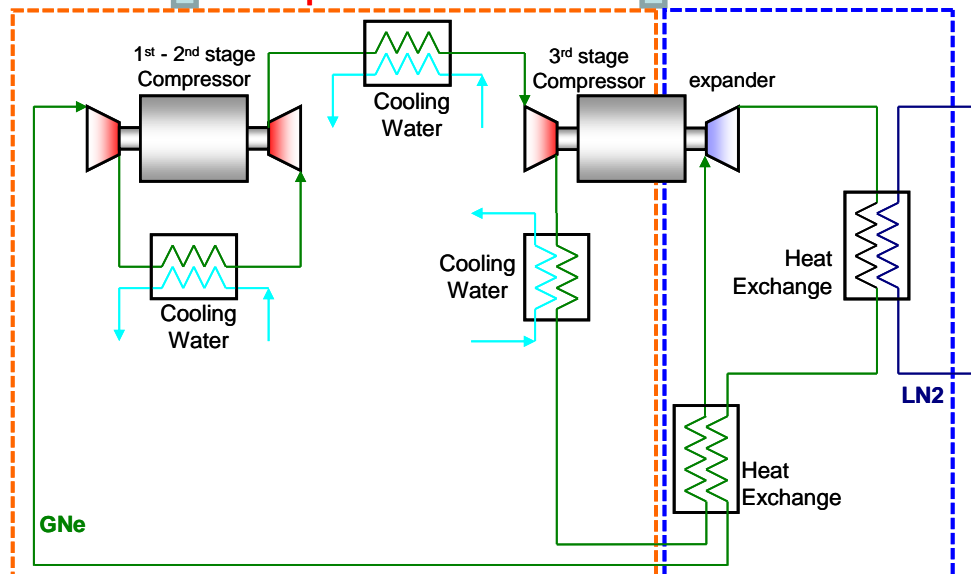 1st - 2nd stage
Compressor
Cooling
Water
3rd stage
Compressor
expander
Cooling
Water
Cooling
Water
Heat
Exchange
LN2
Heat
Exchange
GNe